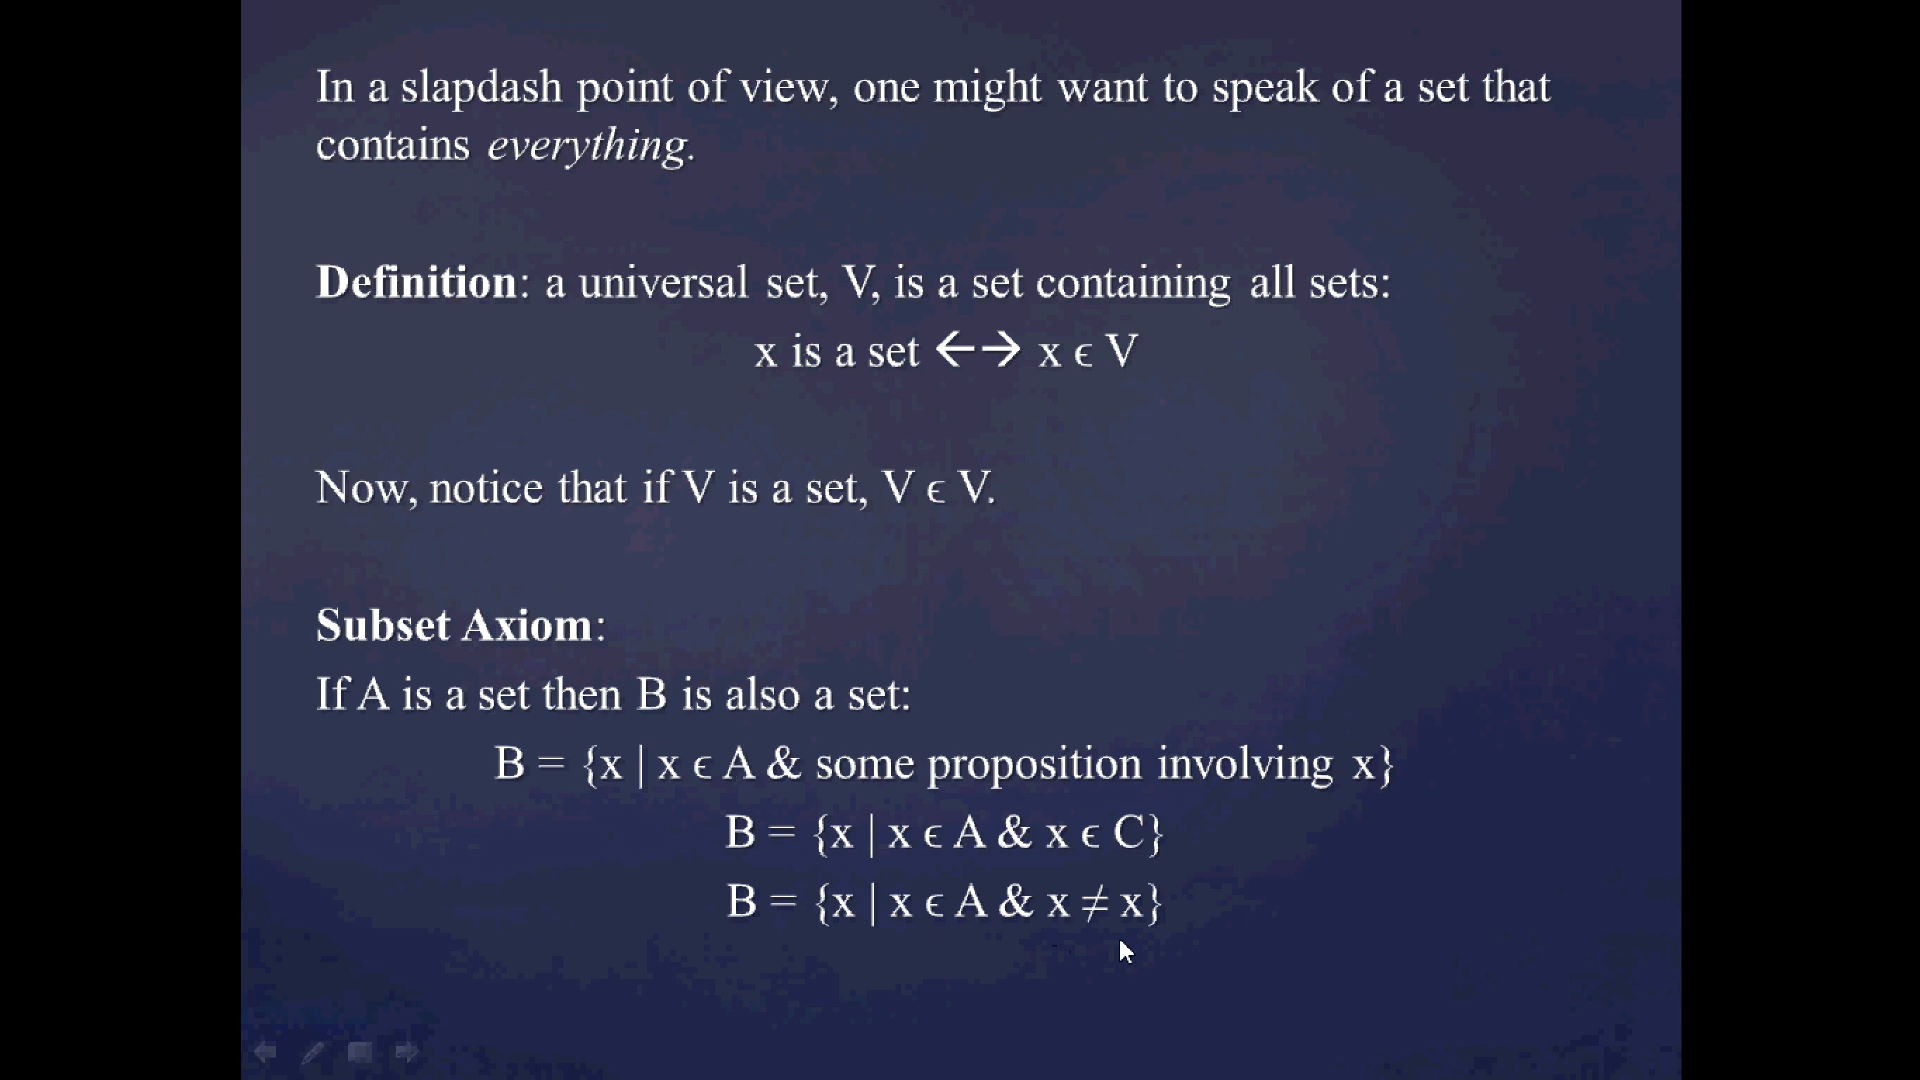 In a slapdash point of view, one might want to speak of a set that
contains everything.
Definition: a universal set, V, is a set containing all sets:
x is a set ←→ x ϵ V
Now, notice that if V is a set, V ϵ V.
Subset Axiom:
If A is a set then B is also a set:
B = {x | x ϵ A & some proposition involving x}
B = {x | x ϵ A & x ϵ C}
B = {x | x ϵ A & x ≠ x}